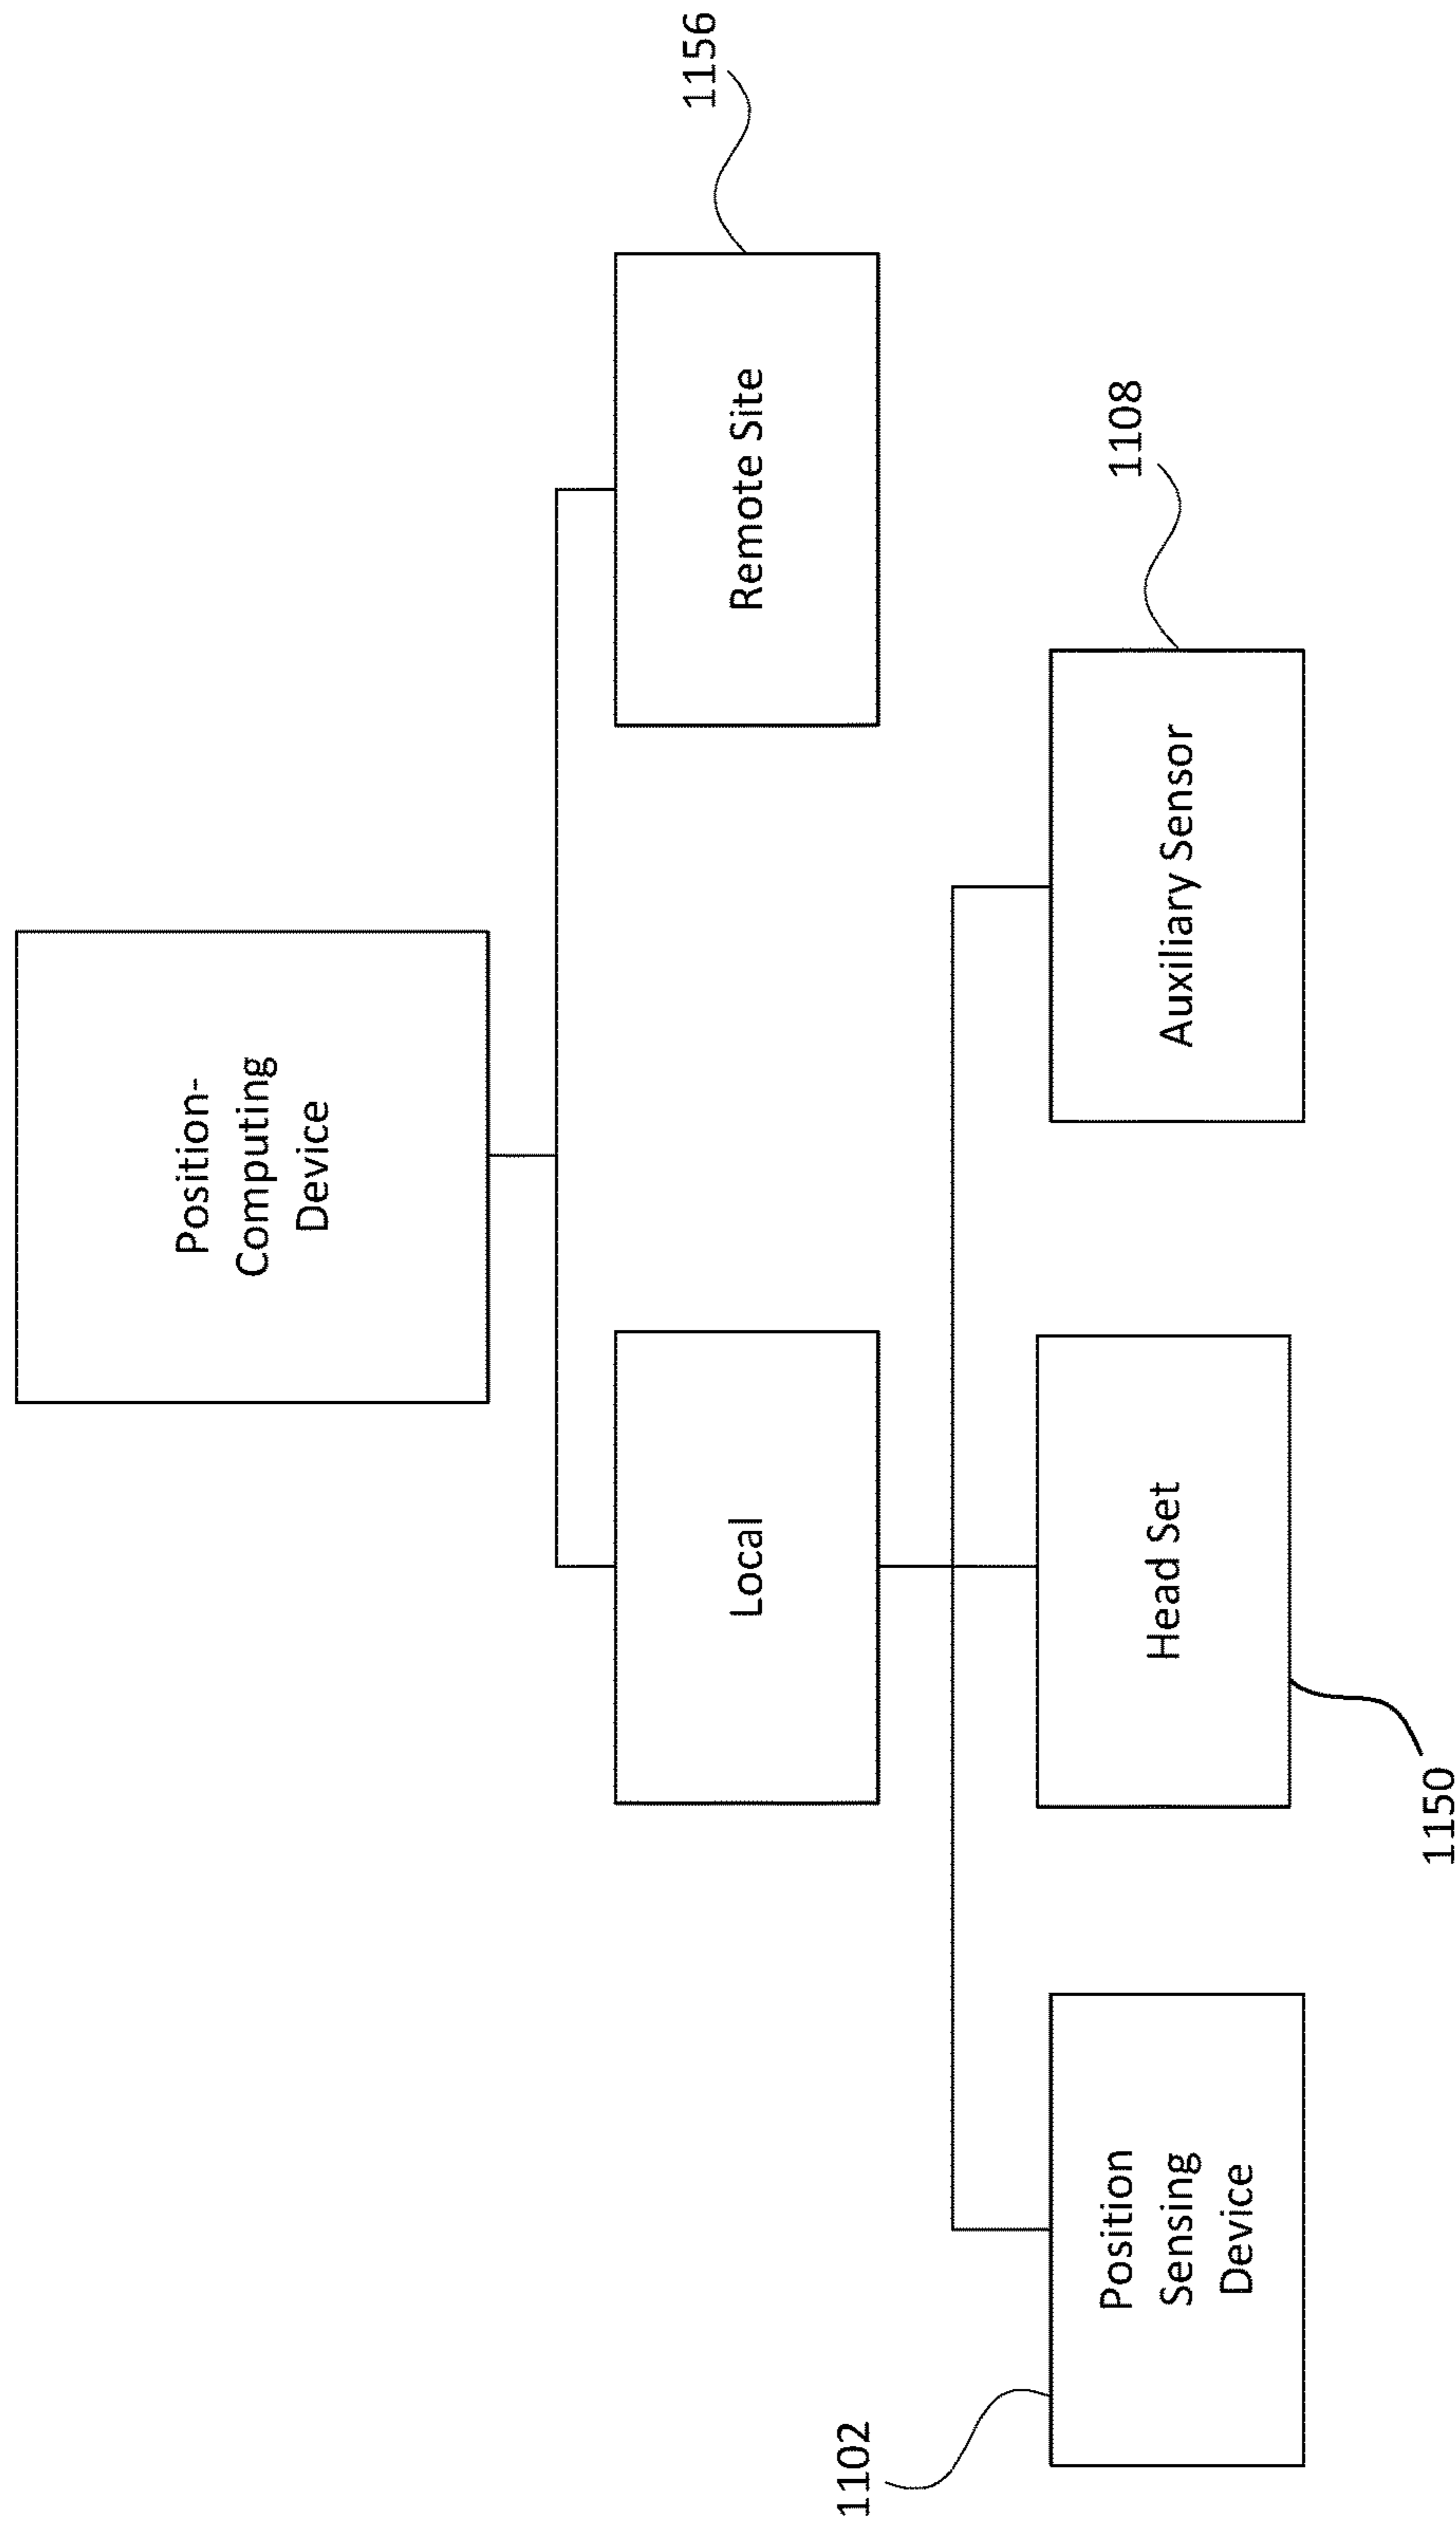 Position-
Computing
Device
1156
Local
Remote Site
1108
1102
Position
Sensing
Device
Head Set
Auxiliary Sensor
1150